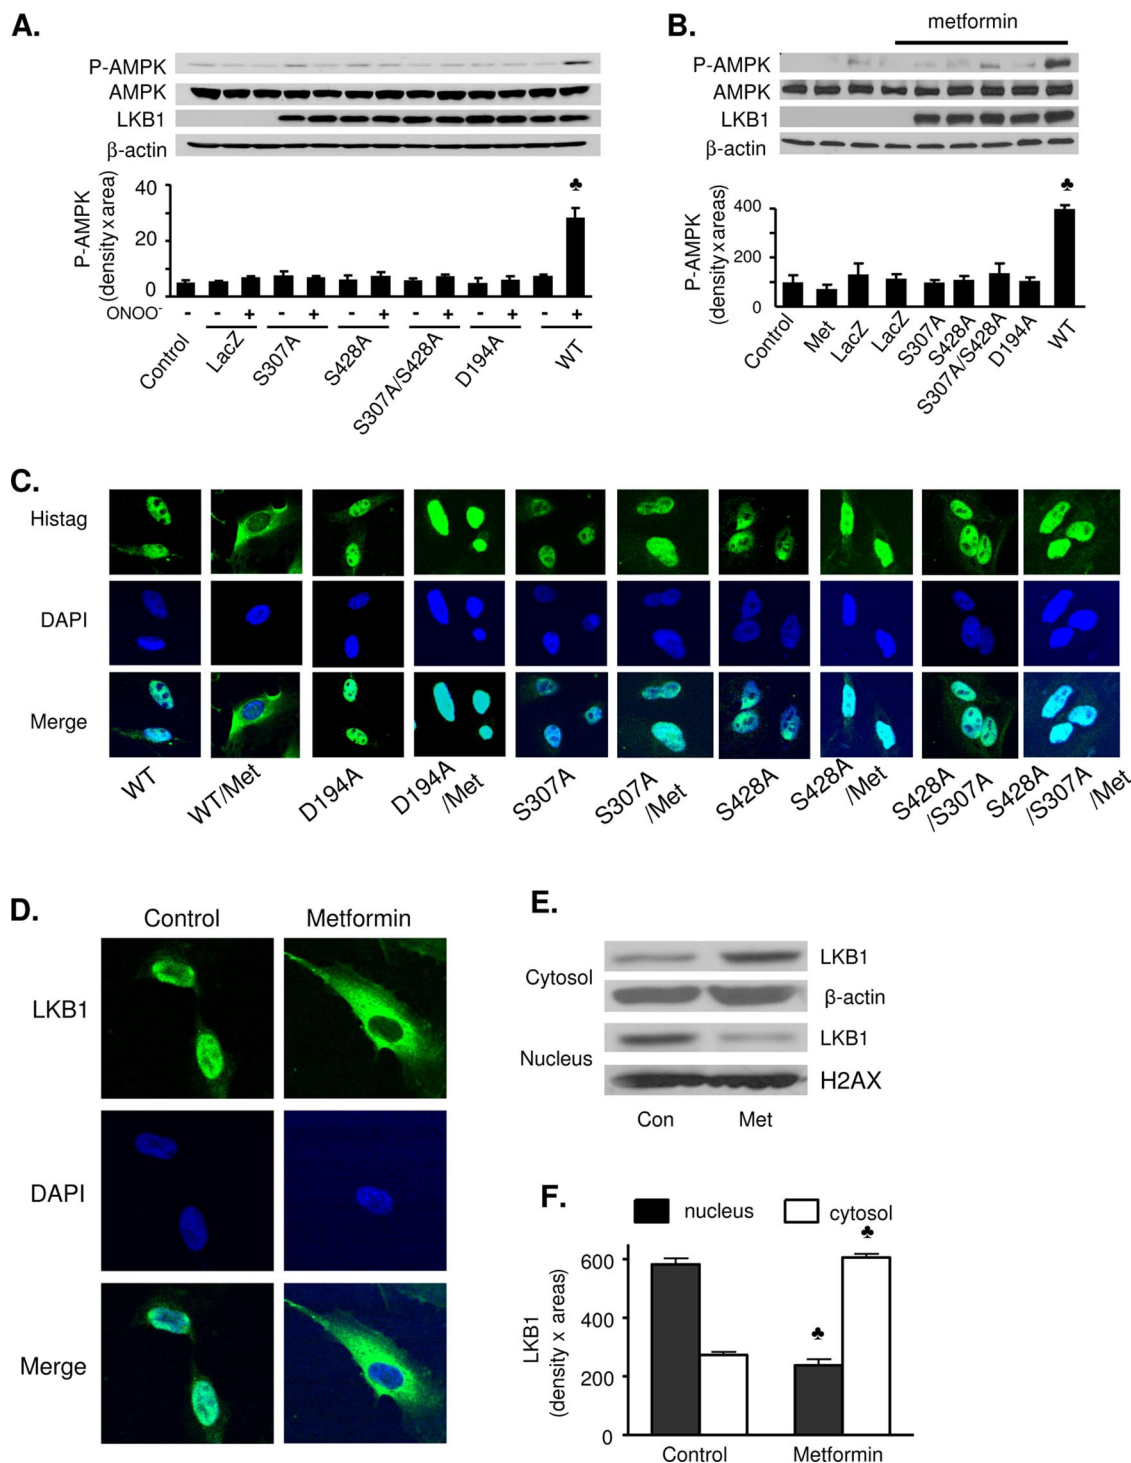 A.
P-AMPK
AMPK
LKB1
β-actin
P-AMPK
(density x area)
40
20
0
♣
ONOO⁻ - - + - + - + - + - + - +
Control LacZ S307A S428A S307A/S428A D194A WT
B.
metformin
P-AMPK
AMPK
LKB1
β-actin
P-AMPK
(density x areas)
400
200
0
♣
Control Met LacZ LacZ S307A S428A S307A/S428A D194A WT
C.
Histag
DAPI
Merge
WT WT/Met D194A D194A/Met S307A S307A/Met S428A S428A/Met S428A/S307A S428A/S307A/Met
D.
Control Metformin
LKB1
DAPI
Merge
E.
Cytosol
LKB1
β-actin
Nucleus
LKB1
H2AX
Con Met
F.
nucleus cytosol
LKB1
(density x areas)
600
400
200
0
♣ ♣
Control Metformin